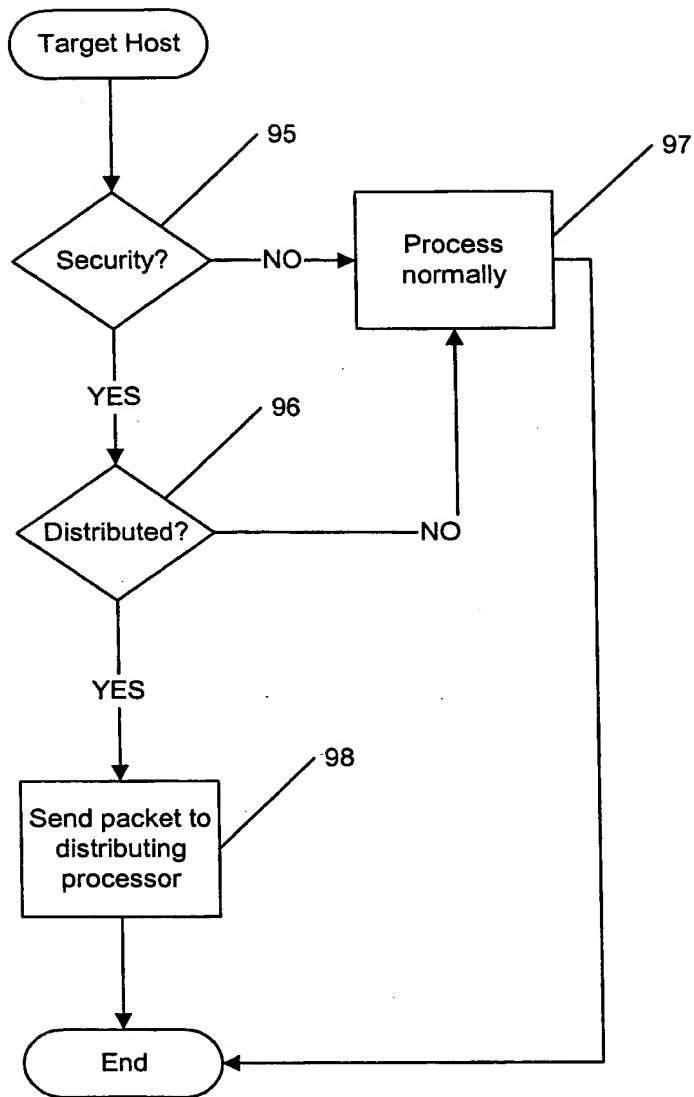 Target Host
95
97
Security?
NO
Process
normally
YES
96
Distributed?
NO
YES
98
Send packet to
distributing
processor
End